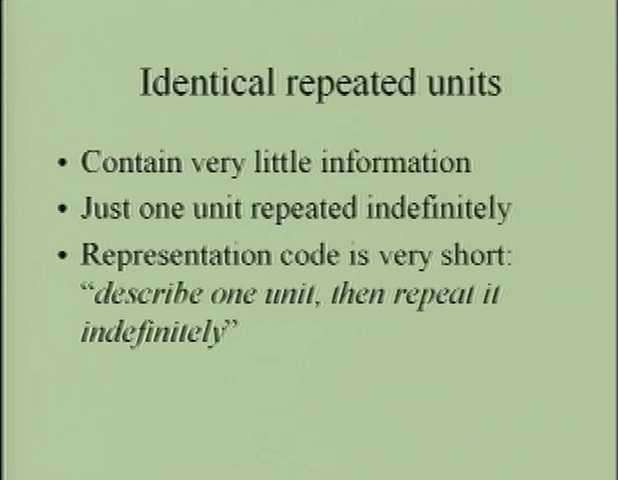 Identical repeated units
• Contain very little information
• Just one unit repeated indefinitely
• Representation code is very short:
“describe one unit, then repeat it
indefinitely”